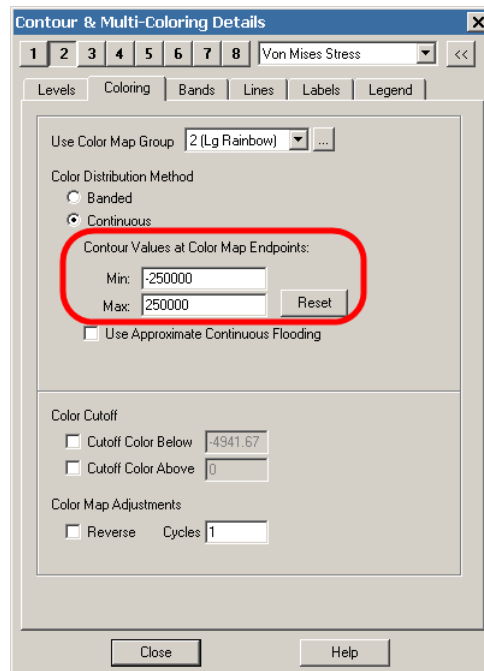 Contour & Multi-Coloring Details
1 2 3 4 5 6 7 8 Von Mises Stress <<
Levels Coloring Bands Lines Labels Legend
Use Color Map Group 2 (Lg Rainbow) ...
Color Distribution Method
Banded
Continuous
Contour Values at Color Map Endpoints:
Min: -250000
Max: 250000 Reset
Use Approximate Continuous Flooding
Color Cutoff
Cutoff Color Below -4941.67
Cutoff Color Above 0
Color Map Adjustments
Reverse Cycles 1
Close Help